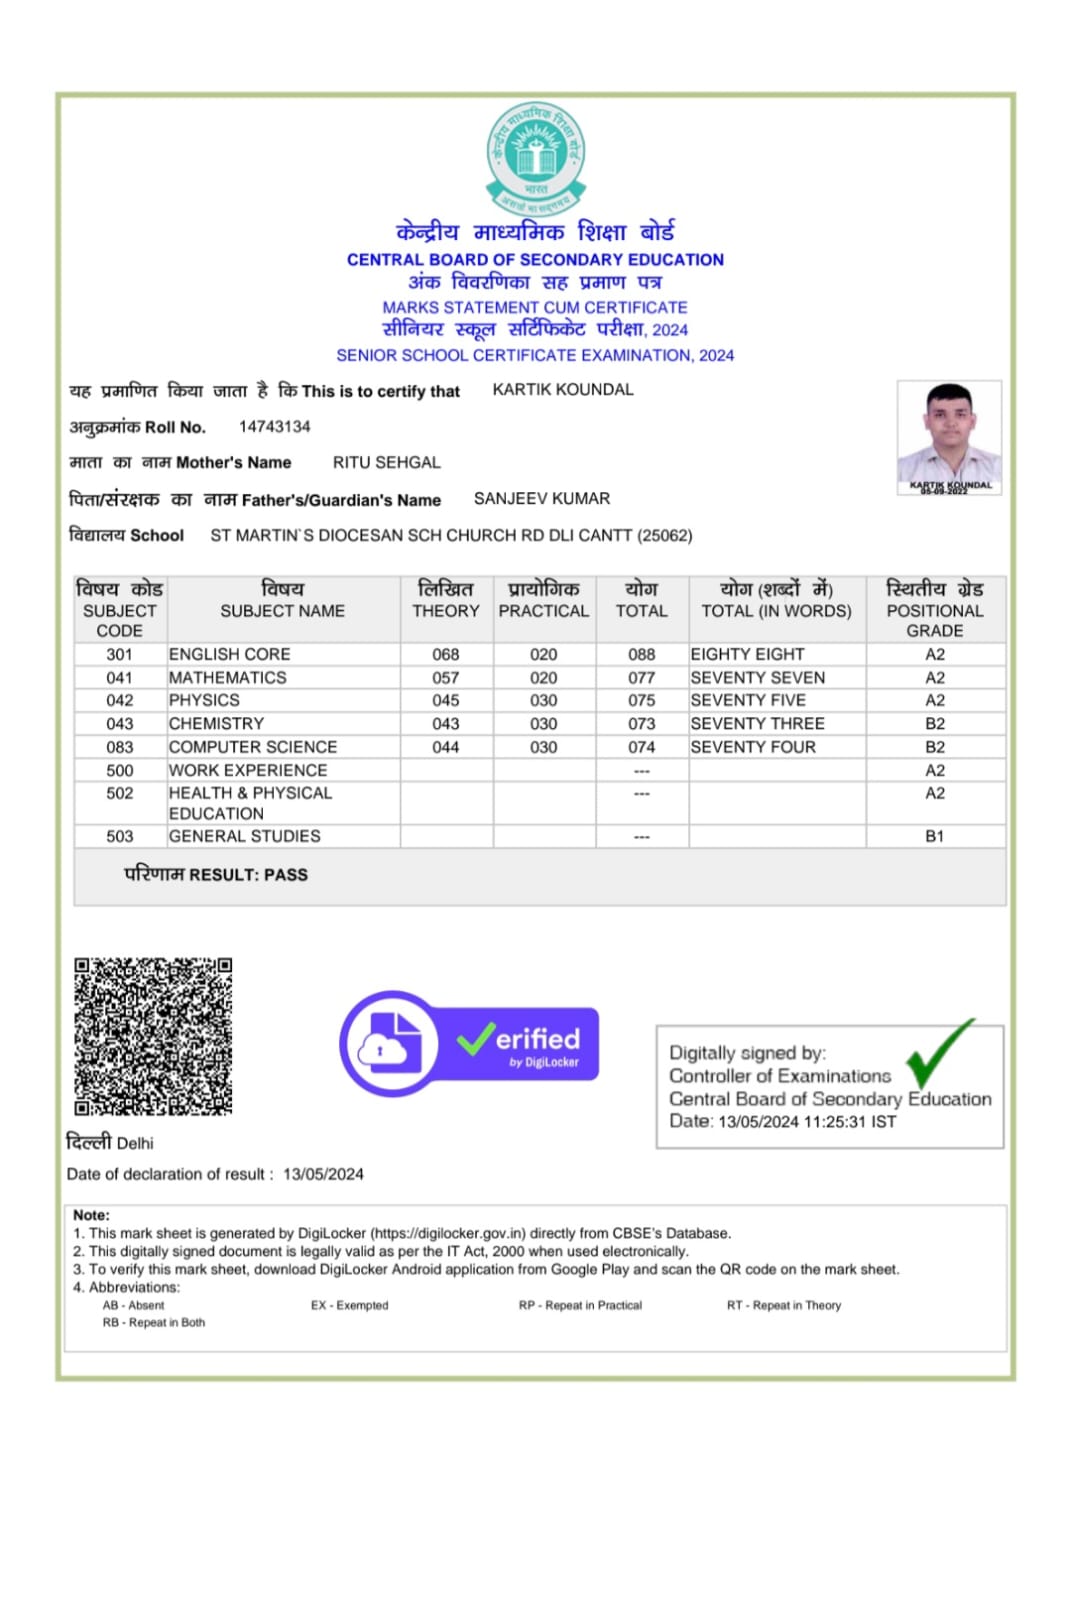 केन्द्रीय माध्यमिक शिक्षा बोर्ड
भारत
असतो मा सद्गमय
केन्द्रीय माध्यमिक शिक्षा बोर्ड
CENTRAL BOARD OF SECONDARY EDUCATION
अंक विवरणिका सह प्रमाण पत्र
MARKS STATEMENT CUM CERTIFICATE
सीनियर स्कूल सर्टिफिकेट परीक्षा, 2024
SENIOR SCHOOL CERTIFICATE EXAMINATION, 2024
यह प्रमाणित किया जाता है कि This is to certify that KARTIK KOUNDAL
अनुक्रमांक Roll No. 14743134
माता का नाम Mother's Name RITU SEHGAL
पिता/संरक्षक का नाम Father's/Guardian's Name SANJEEV KUMAR
विद्यालय School ST MARTIN`S DIOCESAN SCH CHURCH RD DLI CANTT (25062)
KARTIK KOUNDAL
05-09-2022
विषय कोड विषय लिखित प्रायोगिक योग योग (शब्दों में) स्थितीय ग्रेड
SUBJECT SUBJECT NAME THEORY PRACTICAL TOTAL TOTAL (IN WORDS) POSITIONAL
CODE GRADE
301 ENGLISH CORE 068 020 088 EIGHTY EIGHT A2
041 MATHEMATICS 057 020 077 SEVENTY SEVEN A2
042 PHYSICS 045 030 075 SEVENTY FIVE A2
043 CHEMISTRY 043 030 073 SEVENTY THREE B2
083 COMPUTER SCIENCE 044 030 074 SEVENTY FOUR B2
500 WORK EXPERIENCE --- A2
502 HEALTH & PHYSICAL --- A2
EDUCATION
503 GENERAL STUDIES --- B1
परिणाम RESULT: PASS
erified
by DigiLocker
Digitally signed by:
Controller of Examinations
Central Board of Secondary Education
Date: 13/05/2024 11:25:31 IST
दिल्ली Delhi
Date of declaration of result : 13/05/2024
Note:
1. This mark sheet is generated by DigiLocker (https://digilocker.gov.in) directly from CBSE's Database.
2. This digitally signed document is legally valid as per the IT Act, 2000 when used electronically.
3. To verify this mark sheet, download DigiLocker Android application from Google Play and scan the QR code on the mark sheet.
4. Abbreviations:
AB - Absent EX - Exempted RP - Repeat in Practical RT - Repeat in Theory
RB - Repeat in Both